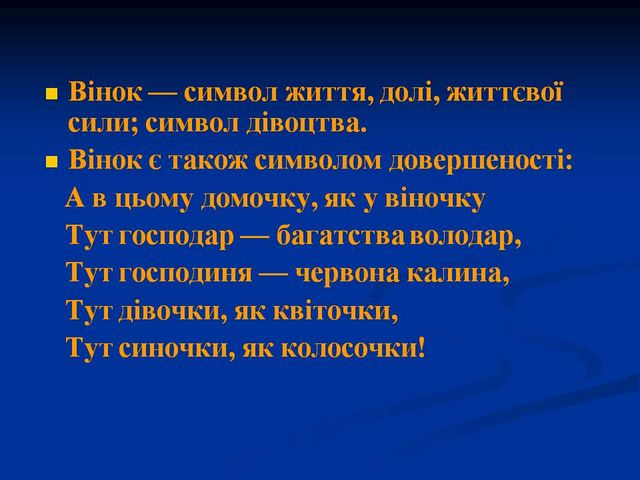 Вінок — символ життя, долі, життєвої
сили; символ дівоцтва.
Вінок є також символом довершеності:
А в цьому домочку, як у віночку
Тут господар — багатства володар,
Тут господиня — червона калина,
Тут дівочки, як квіточки,
Тут синочки, як колосочки!